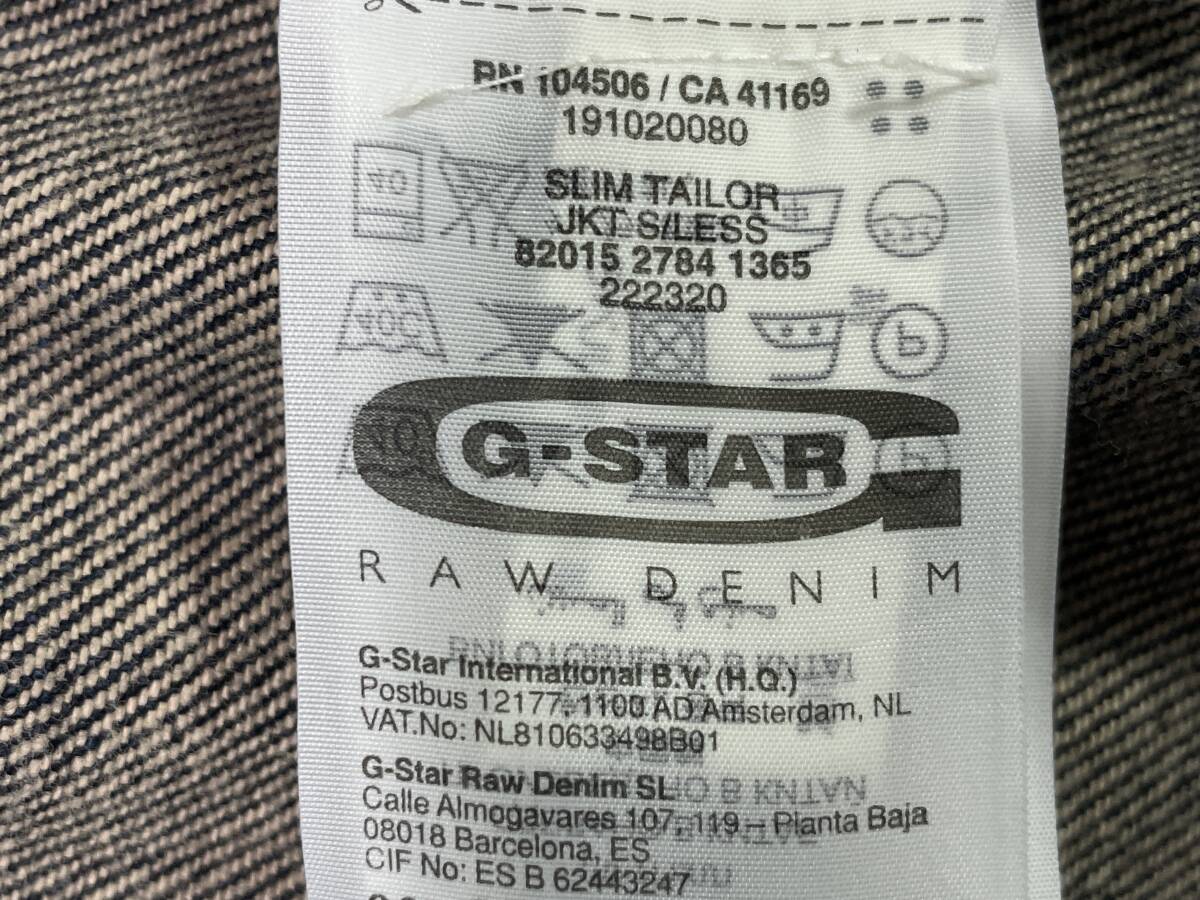 RN 104506 / CA 41169
191020080
SLIM TAILOR
JKT S/LESS
82015 2784 1365
222320
G-STAR
RAW DENIM
G-Star International B.V. (H.Q.)
Postbus 12177, 1100 AD Amsterdam, NL
VAT.No: NL810633498B01
G-Star Raw Denim SL
Calle Almogavares 107, 119 – Planta Baja
08018 Barcelona, ES
CIF No: ES B 62443247